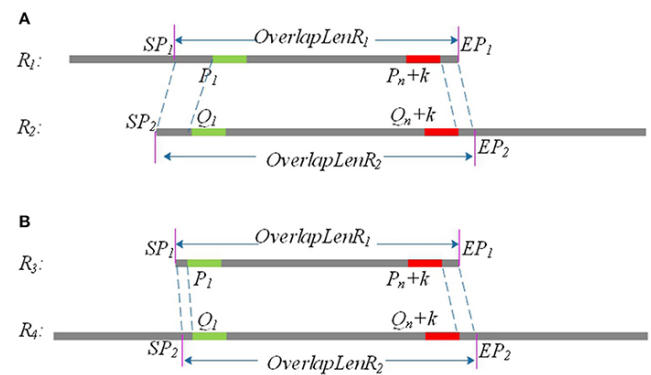 A
SP1 OverlapLenR1 EP1
R1:
P1 Pn+k
R2:
SP2 Q1 Qn+k
OverlapLenR2 EP2
B
SP1 OverlapLenR1 EP1
R3:
P1 Pn+k
Q1 Qn+k
R4:
SP2 OverlapLenR2 EP2